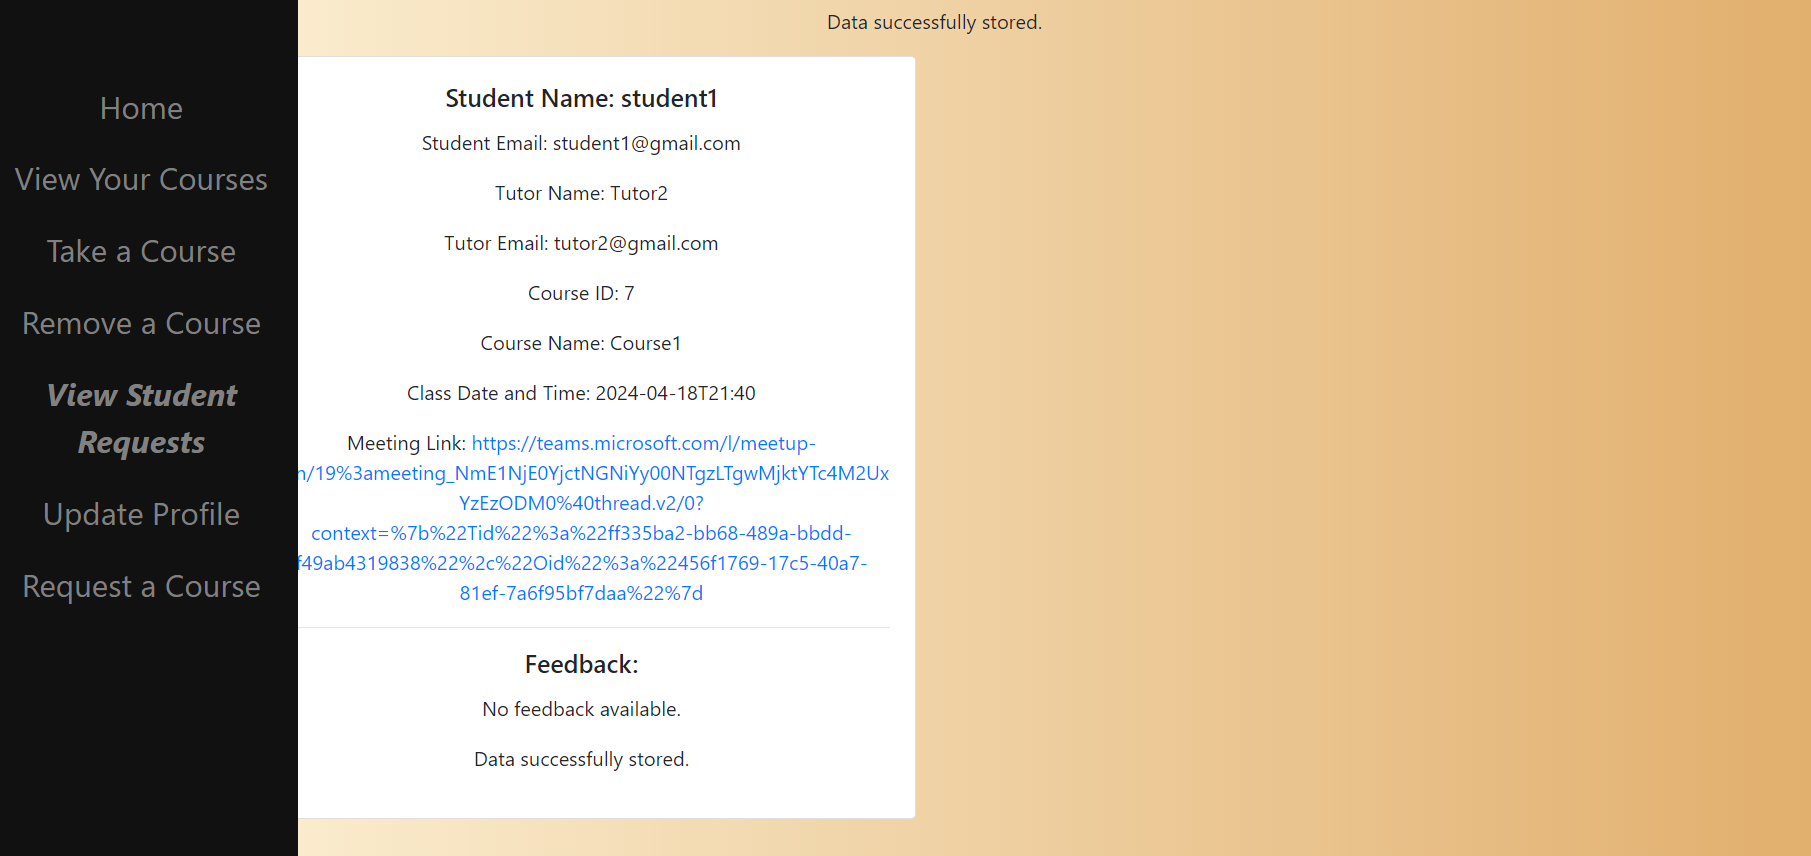 Data successfully stored.
Home
View Your Courses
Take a Course
Remove a Course
View Student
Requests
Update Profile
Request a Course
Student Name: student1
Student Email: student1@gmail.com
Tutor Name: Tutor2
Tutor Email: tutor2@gmail.com
Course ID: 7
Course Name: Course1
Class Date and Time: 2024-04-18T21:40
Meeting Link: https://teams.microsoft.com/l/meetup-
/19%3ameeting_NmE1NjE0YjctNGNiYy00NTgzLTgwMjktYTc4M2Ux
YzEzODM0%40thread.v2/0?
context=%7b%22Tid%22%3a%22ff335ba2-bb68-489a-bbdd-
f49ab4319838%22%2c%22Oid%22%3a%22456f1769-17c5-40a7-
81ef-7a6f95bf7daa%22%7d
Feedback:
No feedback available.
Data successfully stored.